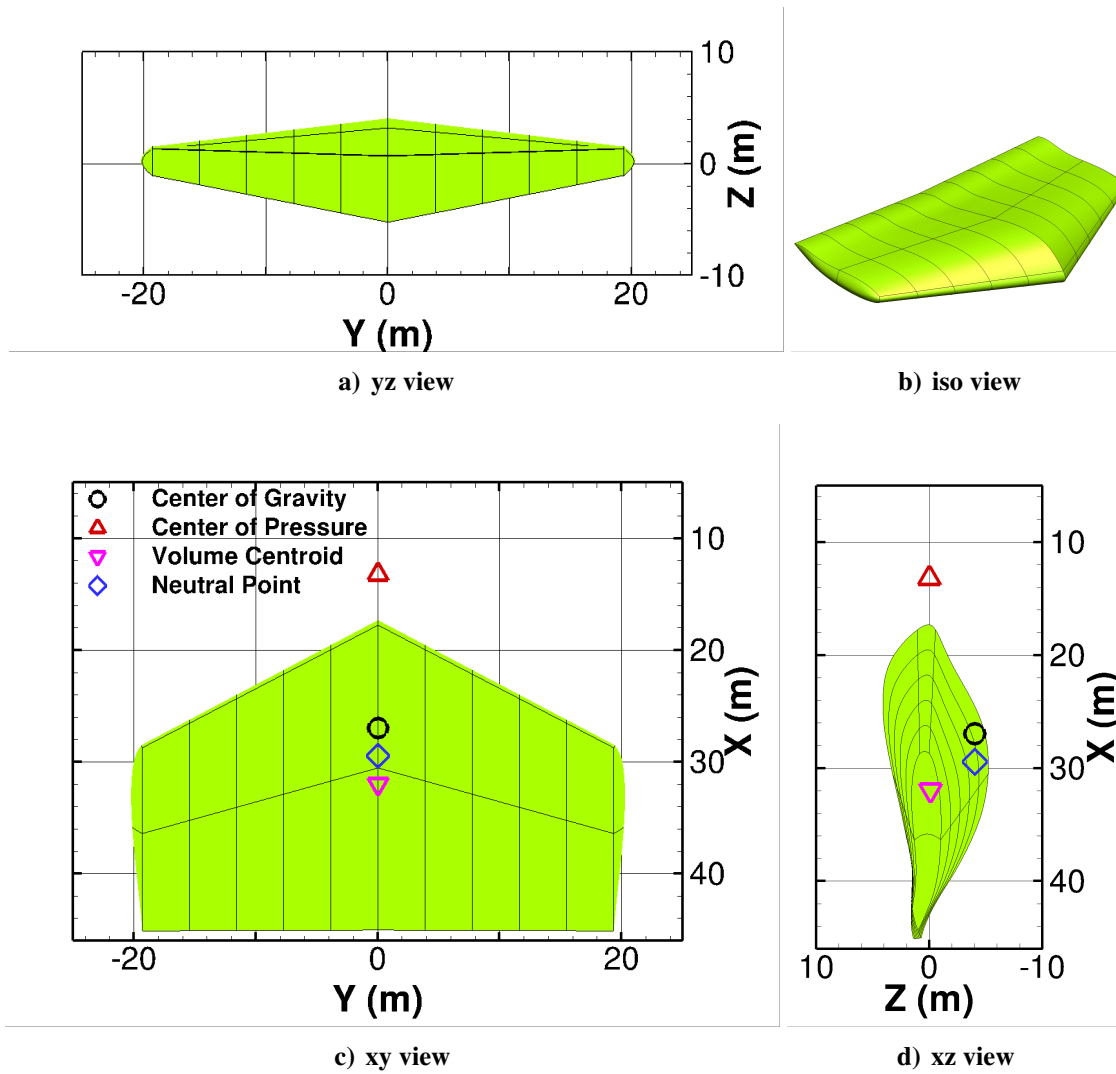 10
0
-10
Z (m)
-20
0
20
Y (m)
a) yz view
b) iso view
Center of Gravity
Center of Pressure
Volume Centroid
Neutral Point
10
20
30
40
X (m)
-20
0
20
Y (m)
c) xy view
10
20
30
40
X (m)
10
0
-10
Z (m)
d) xz view